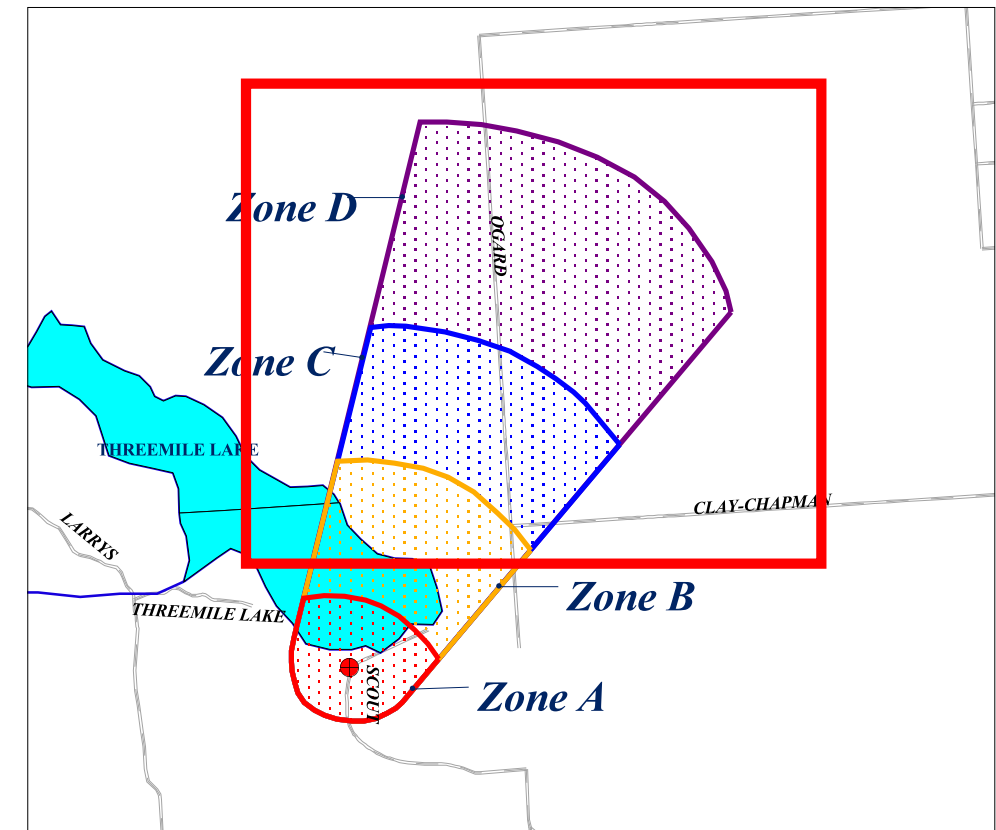 Zone D
OGARD
Zone C
THREEMILE LAKE
CLAY-CHAPMAN
LARRYS
Zone B
THREEMILE LAKE
SCOUT
Zone A